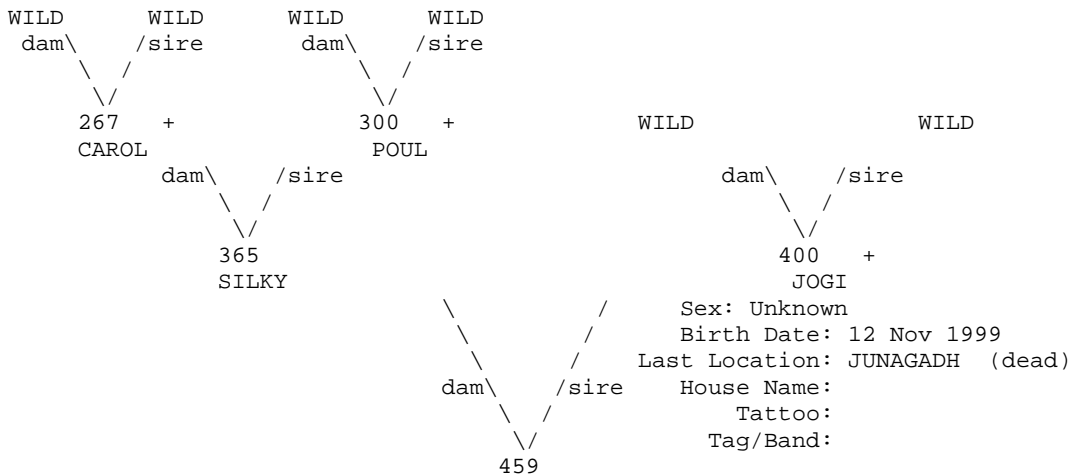 WILD WILD WILD WILD
dam\ /sire dam\ /sire
\ / \ /
\/ \/
267 + 300 + WILD WILD
CAROL POUL
dam\ /sire dam\ /sire
\ / \ /
\/ \/
365 400 +
SILKY JOGI
\ / Sex: Unknown
\ / Birth Date: 12 Nov 1999
\ / Last Location: JUNAGADH (dead)
dam\ /sire House Name:
\ / Tattoo:
\/ Tag/Band:
459